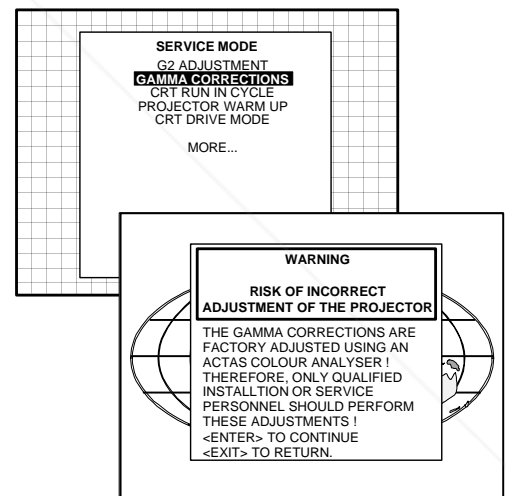 SERVICE MODE
G2 ADJUSTMENT
GAMMA CORRECTIONS
CRT RUN IN CYCLE
PROJECTOR WARM UP
CRT DRIVE MODE
MORE...
WARNING
RISK OF INCORRECT
ADJUSTMENT OF THE PROJECTOR
THE GAMMA CORRECTIONS ARE
FACTORY ADJUSTED USING AN
ACTAS COLOUR ANALYSER !
THEREFORE, ONLY QUALIFIED
INSTALLTION OR SERVICE
PERSONNEL SHOULD PERFORM
THESE ADJUSTMENTS !
<ENTER> TO CONTINUE
<EXIT> TO RETURN.